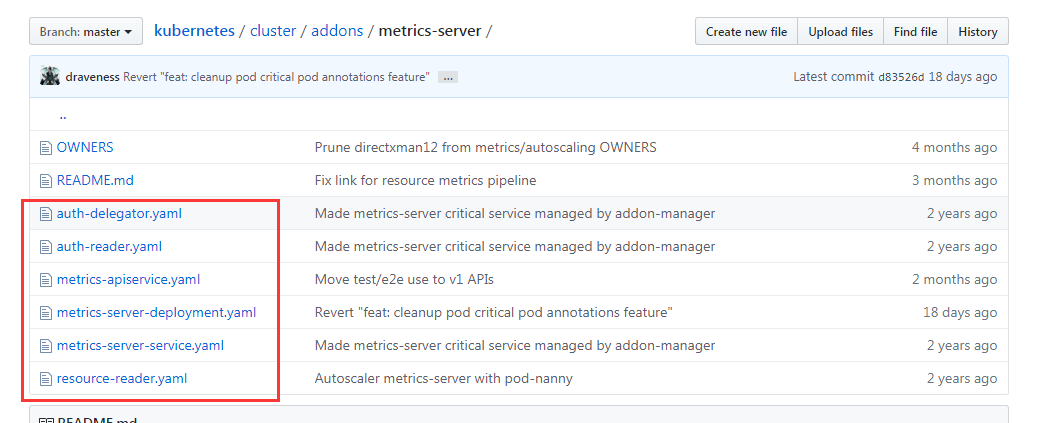 Branch: master kubernetes / cluster / addons / metrics-server / Create new file Upload files Find file History
draveness Revert "feat: cleanup pod critical pod annotations feature" ... Latest commit d83526d 18 days ago
..
OWNERS Prune directxman12 from metrics/autoscaling OWNERS 4 months ago
README.md Fix link for resource metrics pipeline 3 months ago
auth-delegator.yaml Made metrics-server critical service managed by addon-manager 2 years ago
auth-reader.yaml Made metrics-server critical service managed by addon-manager 2 years ago
metrics-apiservice.yaml Move test/e2e use to v1 APIs 2 months ago
metrics-server-deployment.yaml Revert "feat: cleanup pod critical pod annotations feature" 18 days ago
metrics-server-service.yaml Made metrics-server critical service managed by addon-manager 2 years ago
resource-reader.yaml Autoscaler metrics-server with pod-nanny 2 years ago
README.md